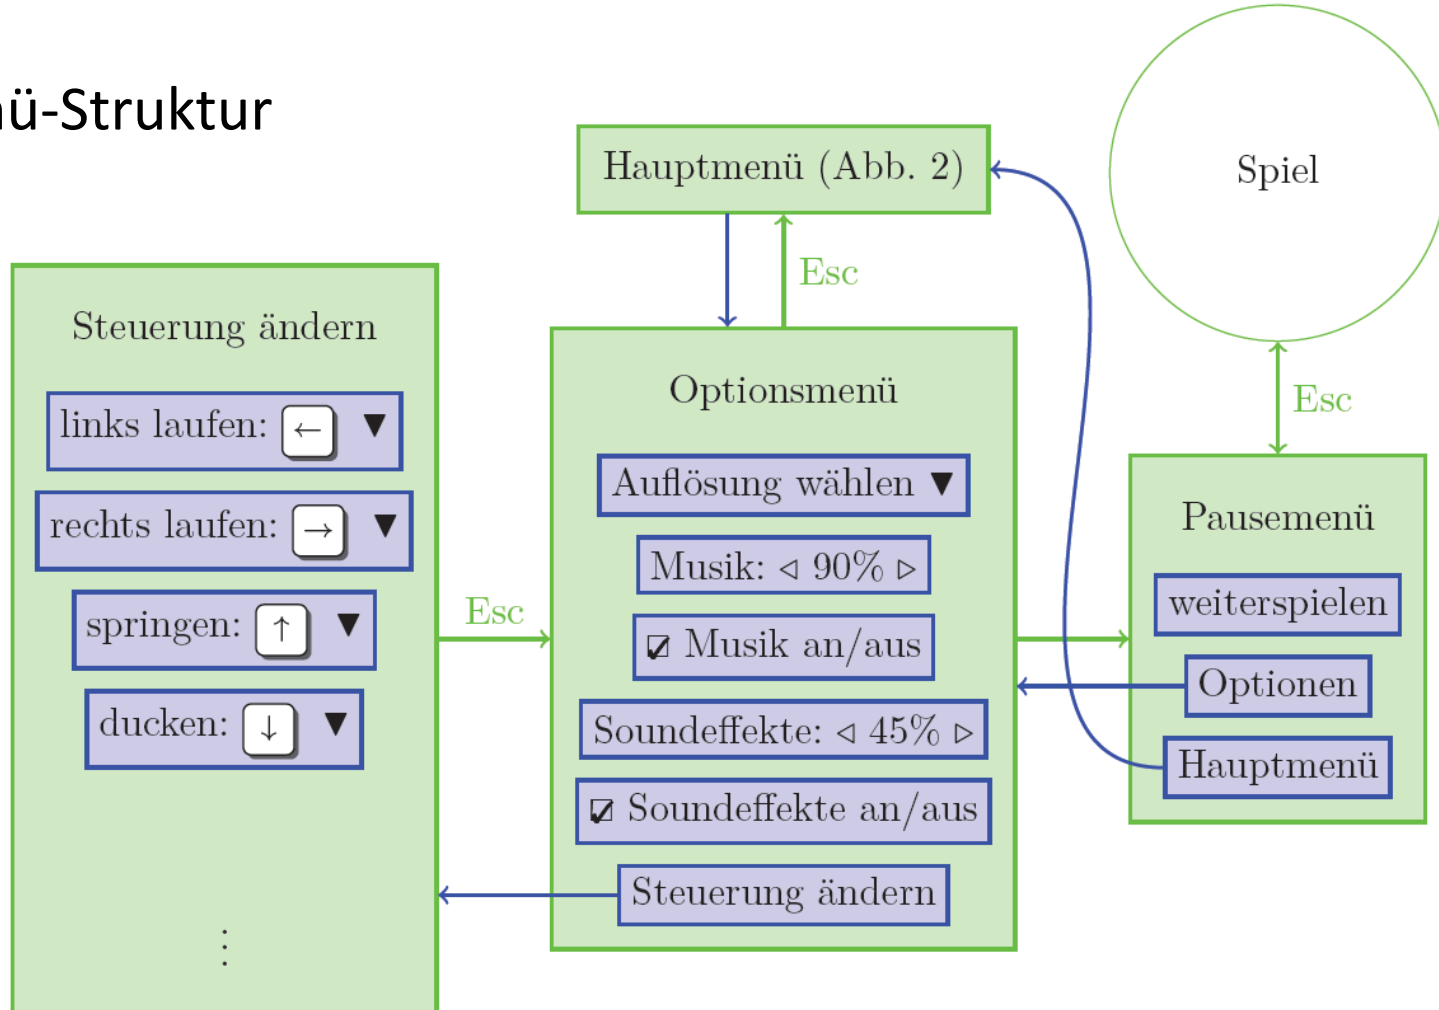 ü-Struktur
Hauptmenü (Abb. 2)
Spiel
Esc
Steuerung ändern
links laufen: ← ▼
rechts laufen: → ▼
springen: ↑ ▼
ducken: ↓ ▼
⋮
Esc
Optionsmenü
Auflösung wählen ▼
Musik: ◃ 90% ▹
☑ Musik an/aus
Soundeffekte: ◃ 45% ▹
☑ Soundeffekte an/aus
Steuerung ändern
Esc
Pausemenü
weiterspielen
Optionen
Hauptmenü